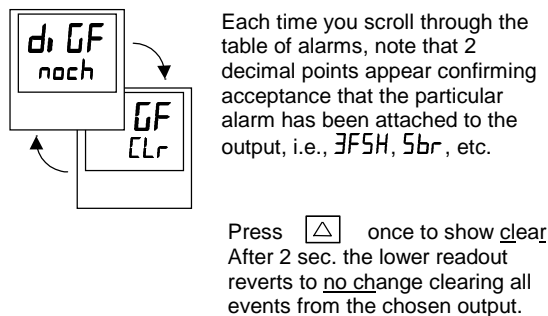 di GF
noch
GF
CLr
Each time you scroll through the
table of alarms, note that 2
decimal points appear confirming
acceptance that the particular
alarm has been attached to the
output, i.e., 3FSH, Sbr, etc.
Press △ once to show clear
After 2 sec. the lower readout
reverts to no change clearing all
events from the chosen output.